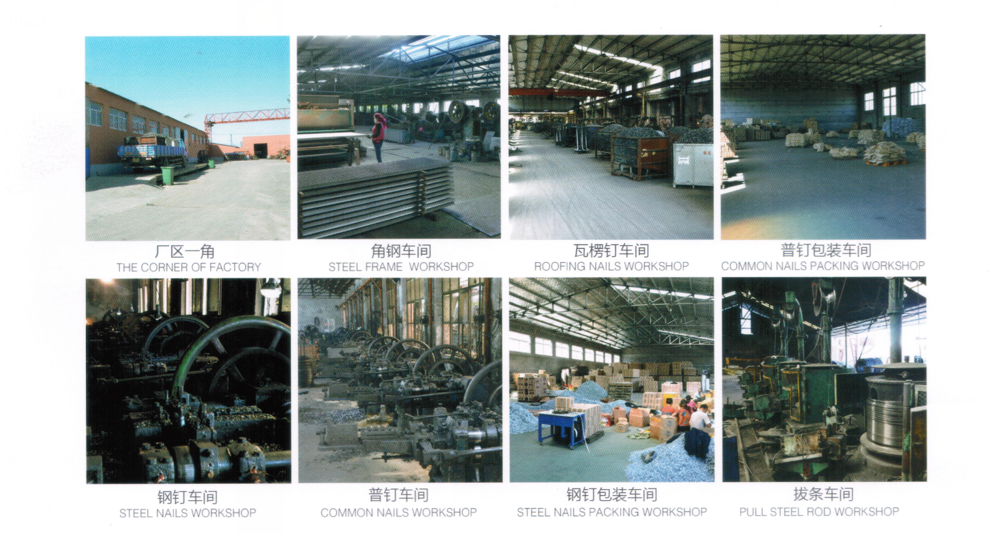 厂区一角
THE CORNER OF FACTORY
角钢车间
STEEL FRAME WORKSHOP
瓦楞钉车间
ROOFING NAILS WORKSHOP
普钉包装车间
COMMON NAILS PACKING WORKSHOP
钢钉车间
STEEL NAILS WORKSHOP
普钉车间
COMMON NAILS WORKSHOP
钢钉包装车间
STEEL NAILS PACKING WORKSHOP
拔条车间
PULL STEEL ROD WORKSHOP